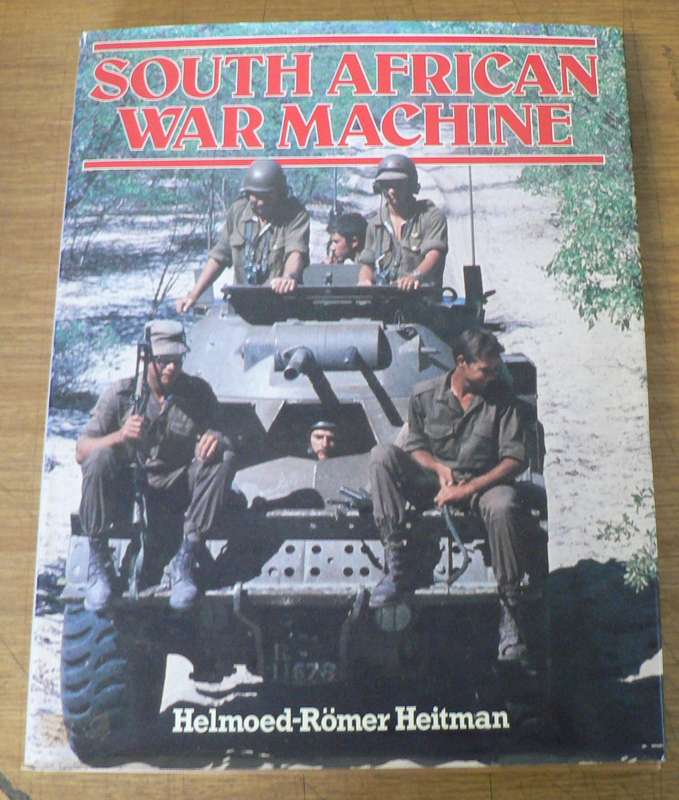 SOUTH AFRICAN
WAR MACHINE
Helmoed-Römer Heitman